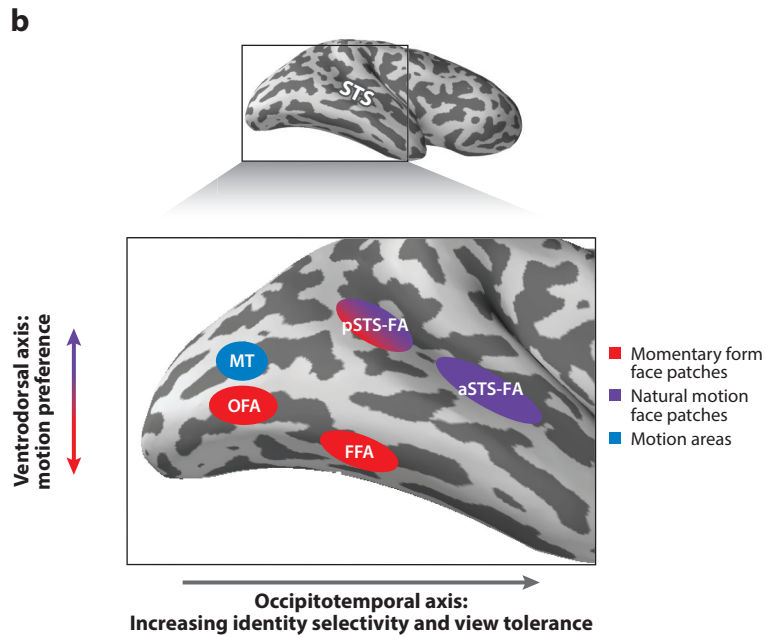 b
STS
Ventrodorsal axis:
motion preference
pSTS-FA
MT
aSTS-FA
OFA
FFA
Momentary form
face patches
Natural motion
face patches
Motion areas
Occipitotemporal axis:
Increasing identity selectivity and view tolerance